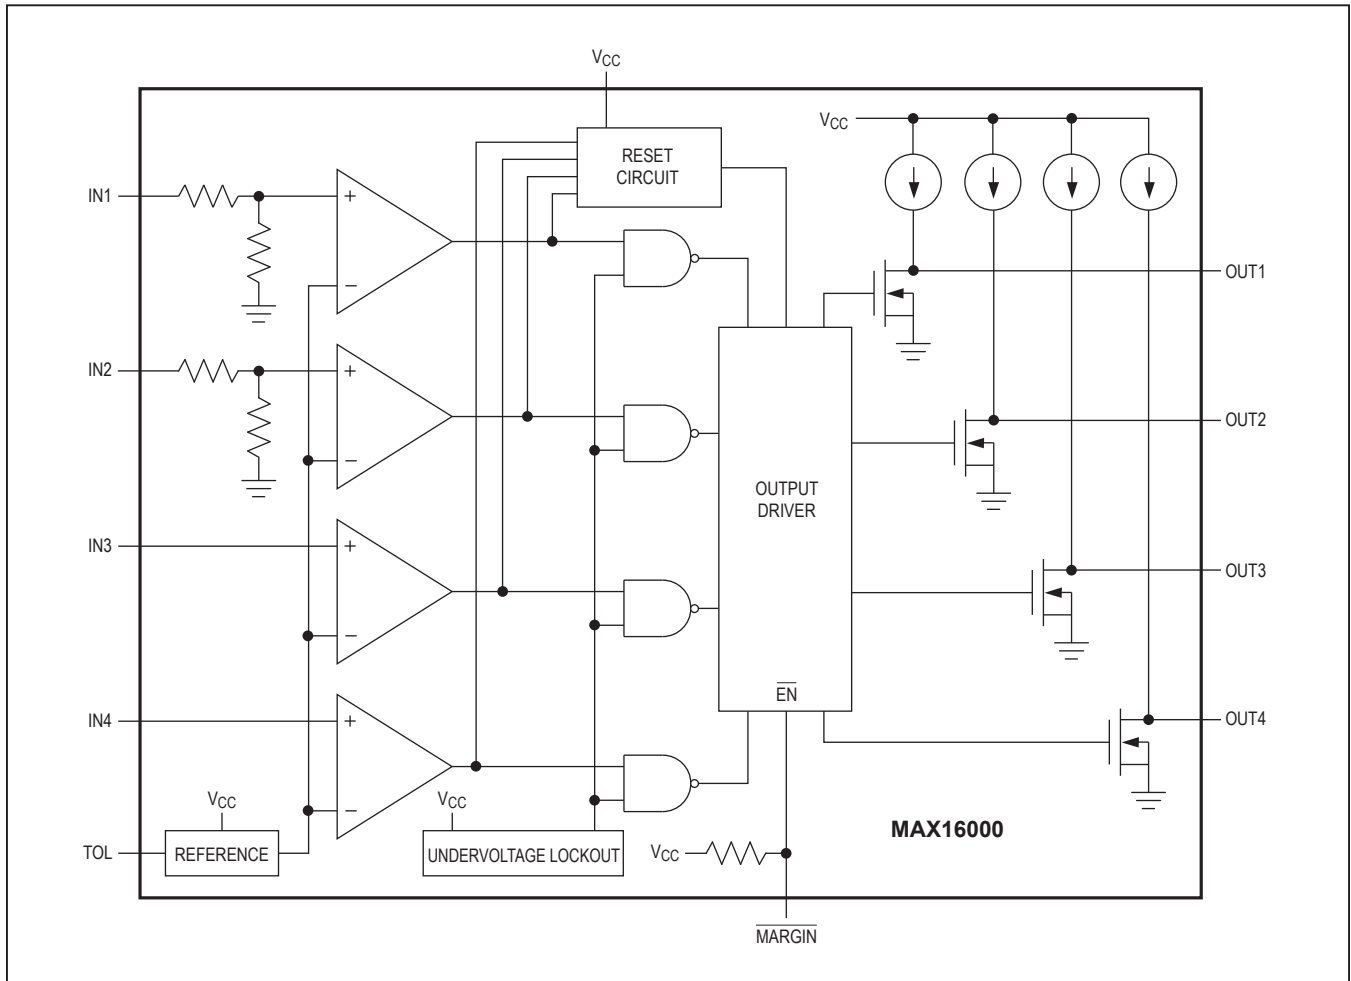 VCC
RESET
CIRCUIT
VCC
IN1
+
−
OUT1
IN2
+
−
OUT2
OUTPUT
DRIVER
IN3
+
−
OUT3
EN
IN4
+
−
OUT4
VCC
VCC
MAX16000
TOL
REFERENCE
UNDERVOLTAGE LOCKOUT
VCC
MARGIN